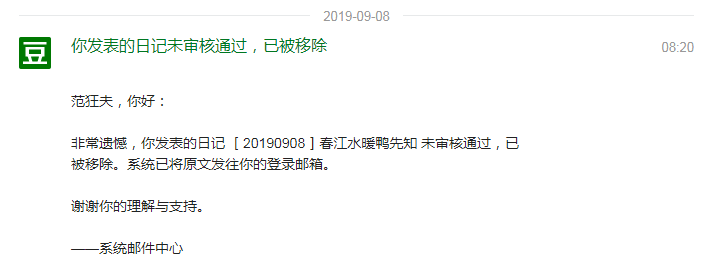 2019-09-08
豆
你发表的日记未审核通过，已被移除
08:20
范狂夫，你好：
非常遗憾，你发表的日记 [ 20190908 ] 春江水暖鸭先知 未审核通过，已
被移除。系统已将原文发往你的登录邮箱。
谢谢你的理解与支持。
——系统邮件中心